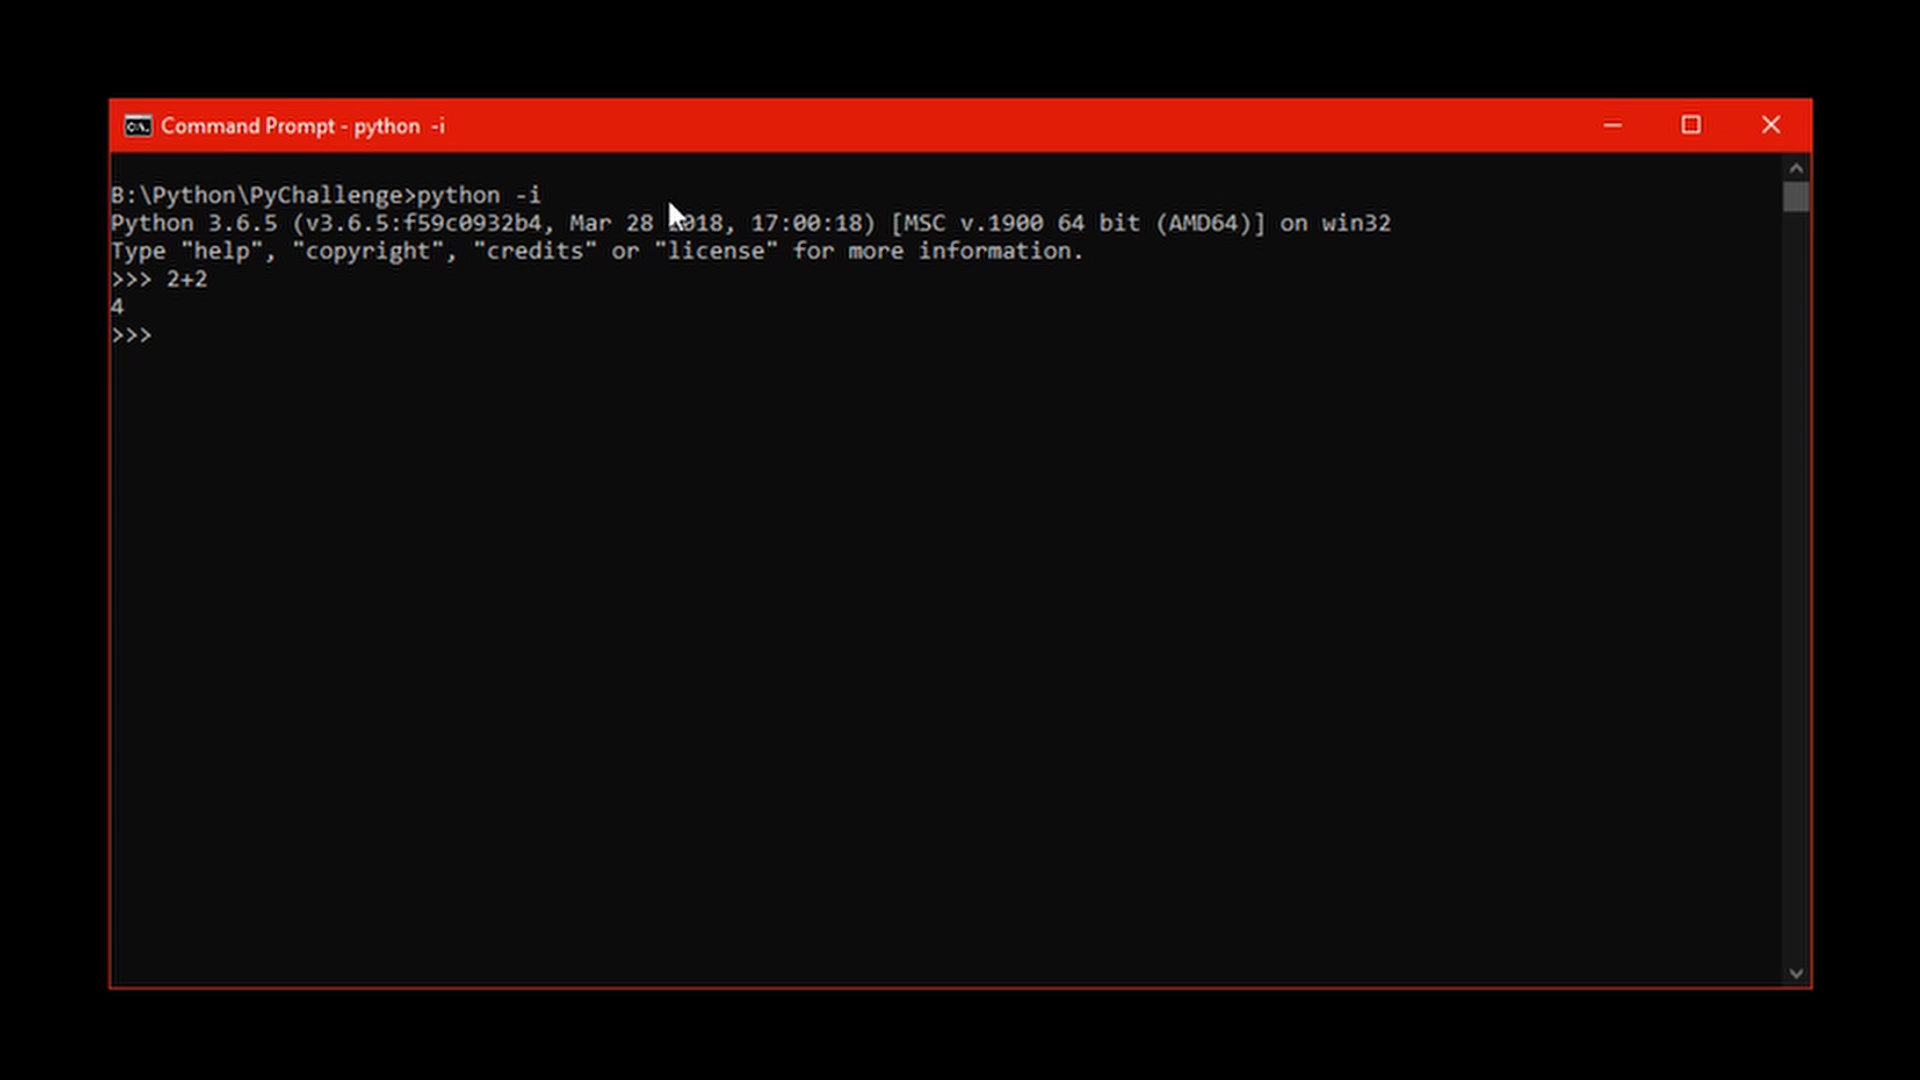 Command Prompt - python  -i
B:\Python\PyChallenge>python -i
Python 3.6.5 (v3.6.5:f59c0932b4, Mar 28 2018, 17:00:18) [MSC v.1900 64 bit (AMD64)] on win32
Type "help", "copyright", "credits" or "license" for more information.
>>> 2+2
4
>>>